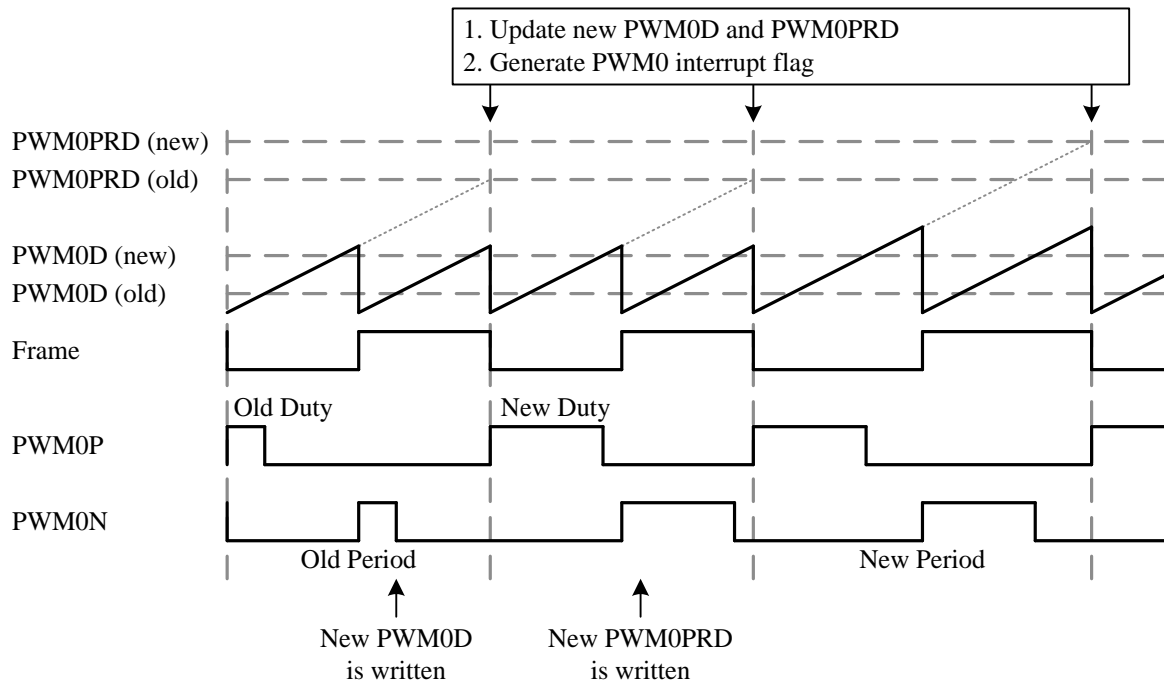 1. Update new PWM0D and PWM0PRD
2. Generate PWM0 interrupt flag
PWM0PRD (new)
PWM0PRD (old)
PWM0D (new)
PWM0D (old)
Frame
Old Duty
New Duty
PWM0P
PWM0N
Old Period
New Period
New PWM0D
is written
New PWM0PRD
is written